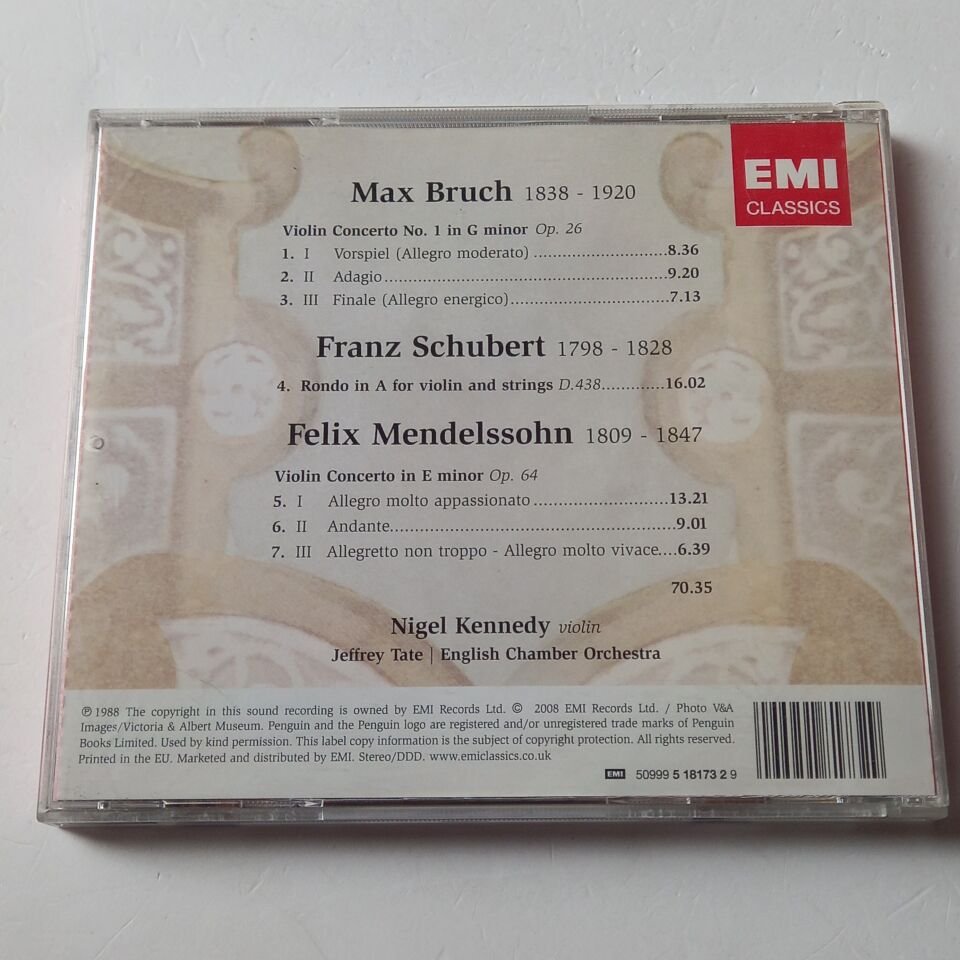 EMI
CLASSICS
Max Bruch 1838 - 1920
Violin Concerto No. 1 in G minor Op. 26
1. I Vorspiel (Allegro moderato) ..............................8.36
2. II Adagio..............................................................9.20
3. III Finale (Allegro energico)...................................7.13
Franz Schubert 1798 - 1828
4. Rondo in A for violin and strings D.438............16.02
Felix Mendelssohn 1809 - 1847
Violin Concerto in E minor Op. 64
5. I Allegro molto appassionato ..............................13.21
6. II Andante..............................................................9.01
7. III Allegretto non troppo - Allegro molto vivace....6.39
70.35
Nigel Kennedy violin
Jeffrey Tate | English Chamber Orchestra
℗ 1988 The copyright in this sound recording is owned by EMI Records Ltd. © 2008 EMI Records Ltd. / Photo V&A
Images/Victoria & Albert Museum. Penguin and the Penguin logo are registered and/or unregistered trade marks of Penguin
Books Limited. Used by kind permission. This label copy information is the subject of copyright protection. All rights reserved.
Printed in the EU. Marketed and distributed by EMI. Stereo/DDD. www.emiclassics.co.uk
EMI 50999 5 18173 2 9